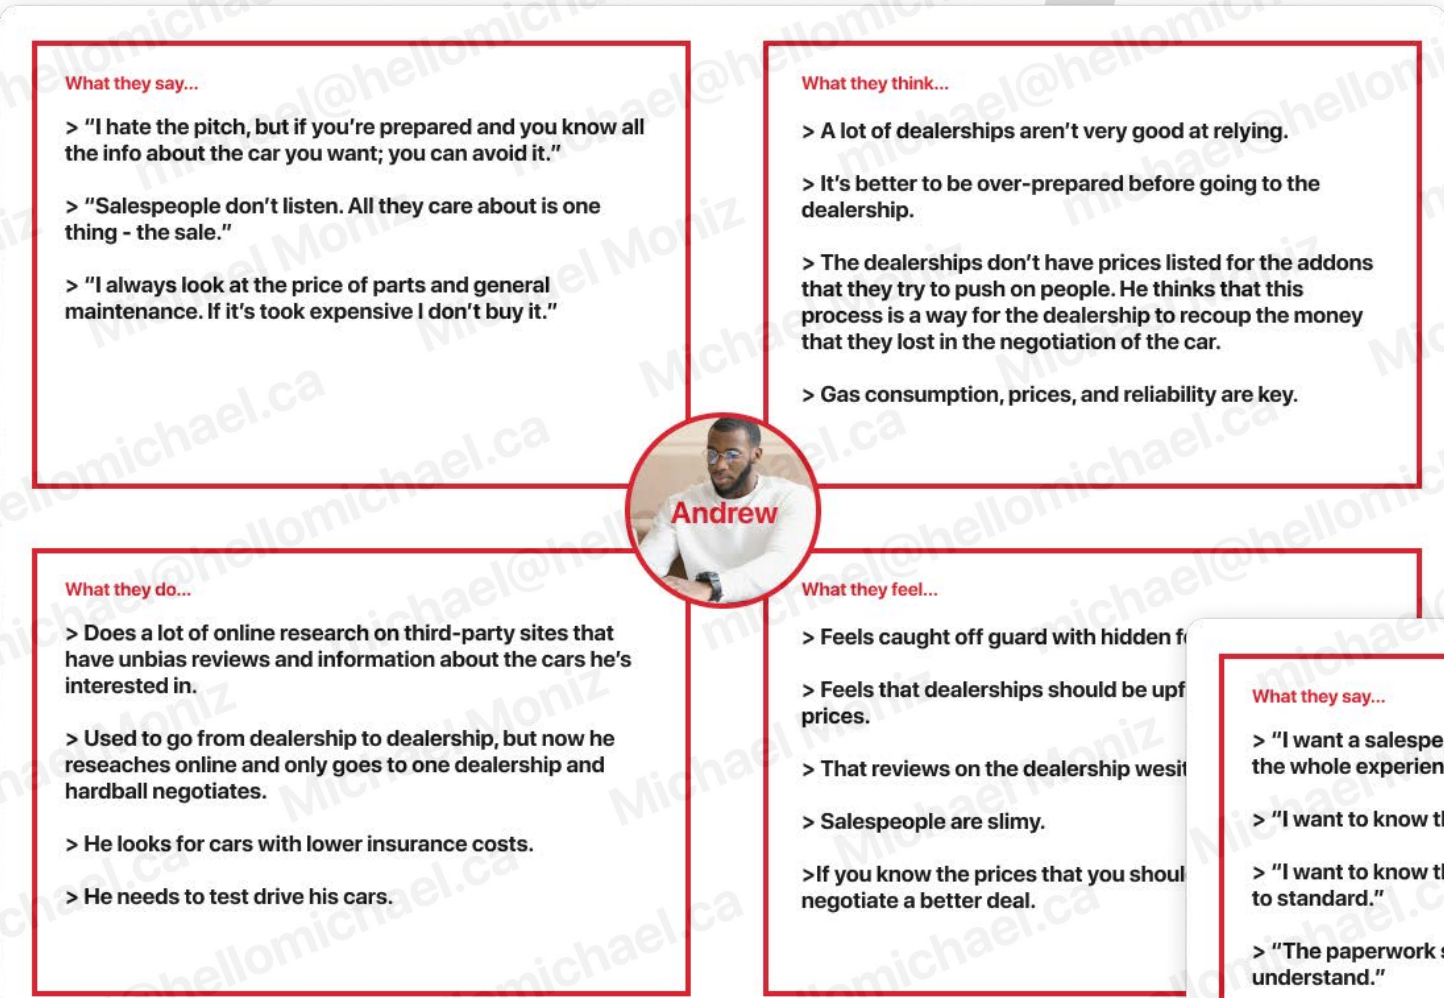 What they say...
> “I hate the pitch, but if you’re prepared and you know all
the info about the car you want; you can avoid it.”
> “Salespeople don’t listen. All they care about is one
thing - the sale.”
> “I always look at the price of parts and general
maintenance. If it’s took expensive I don’t buy it.”
What they think...
> A lot of dealerships aren’t very good at relying.
> It’s better to be over-prepared before going to the
dealership.
> The dealerships don’t have prices listed for the addons
that they try to push on people. He thinks that this
process is a way for the dealership to recoup the money
that they lost in the negotiation of the car.
> Gas consumption, prices, and reliability are key.
Andrew
What they do...
> Does a lot of online research on third-party sites that
have unbias reviews and information about the cars he’s
interested in.
> Used to go from dealership to dealership, but now he
reseaches online and only goes to one dealership and
hardball negotiates.
> He looks for cars with lower insurance costs.
> He needs to test drive his cars.
What they feel...
> Feels caught off guard with hidden
> Feels that dealerships should be
prices.
> That reviews on the dealership
> Salespeople are slimy.
>If you know the prices that you
negotiate a better deal.
What they say...
> “I want a
the whole
> “I want to know
> “I want to know
to standard.”
> “The paperwork
understand.”
michael@hellomichael.ca
Michael Moniz